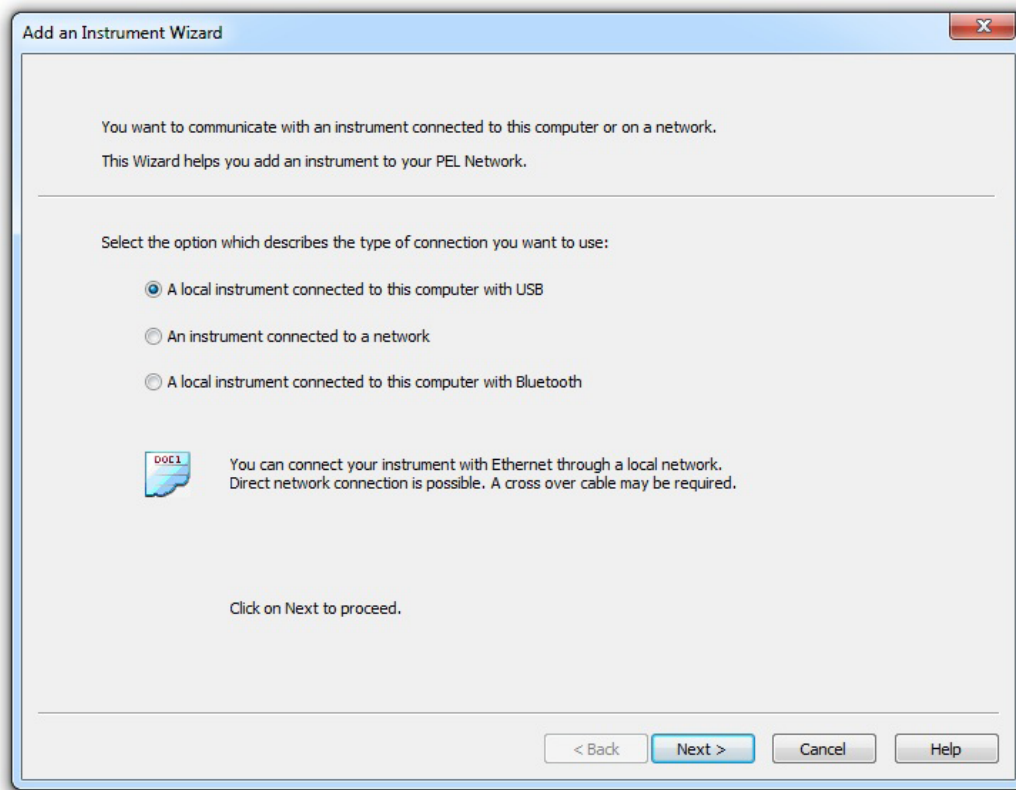 Add an Instrument Wizard
You want to communicate with an instrument connected to this computer or on a network.
This Wizard helps you add an instrument to your PEL Network.
Select the option which describes the type of connection you want to use:
A local instrument connected to this computer with USB
An instrument connected to a network
A local instrument connected to this computer with Bluetooth
DOC1
You can connect your instrument with Ethernet through a local network.
Direct network connection is possible. A cross over cable may be required.
Click on Next to proceed.
< Back Next > Cancel Help